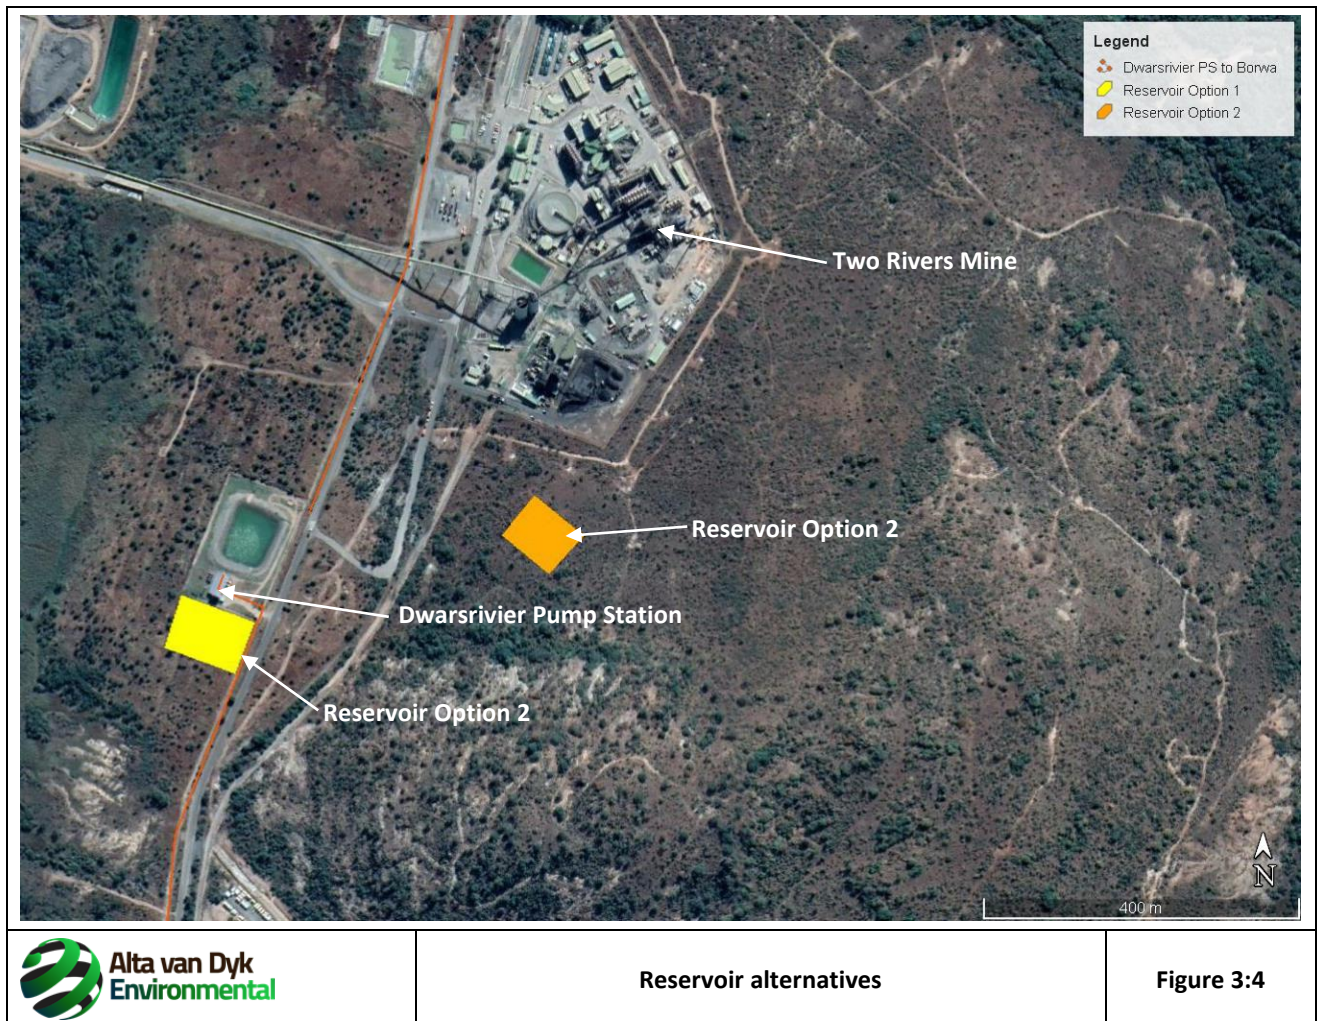 Legend
Dwarsrivier PS to Borwa
Reservoir Option 1
Reservoir Option 2
Two Rivers Mine
Reservoir Option 2
Dwarsrivier Pump Station
Reservoir Option 2
N
400 m
Alta van Dyk
Environmental
Reservoir alternatives
Figure 3:4